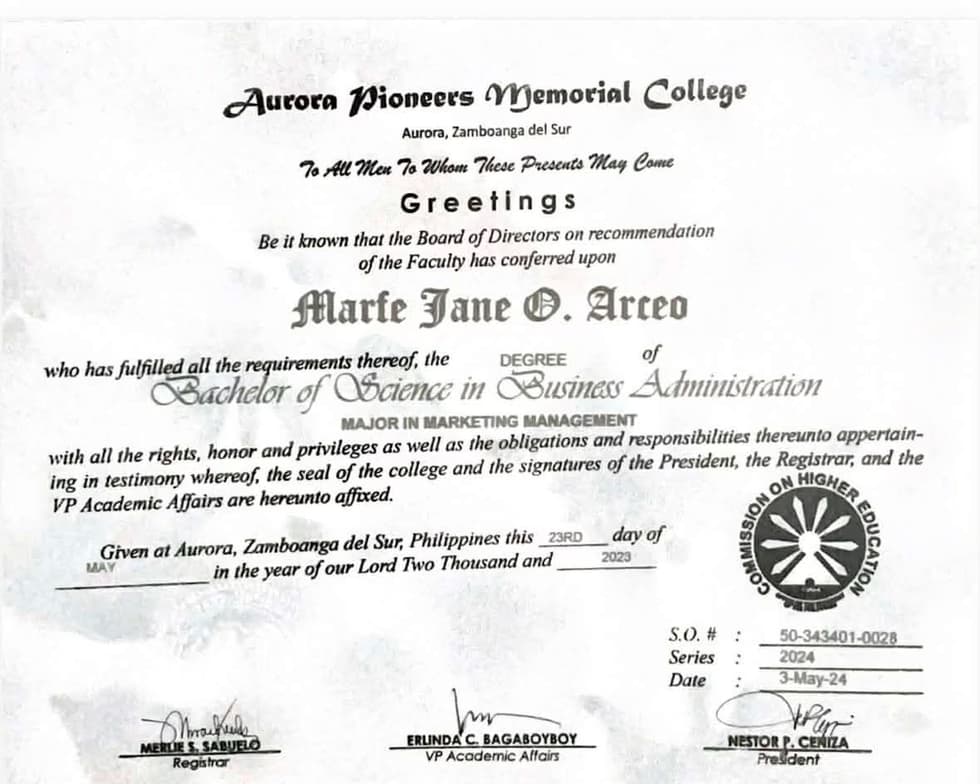 Aurora Pioneers Memorial College
Aurora, Zamboanga del Sur
To All Men To Whom These Presents May Come
Greetings
Be it known that the Board of Directors on recommendation
of the Faculty has conferred upon
Marfe Jane O. Arceo
who has fulfilled all the requirements thereof, the DEGREE of
Bachelor of Science in Business Administration
MAJOR IN MARKETING MANAGEMENT
with all the rights, honor and privileges as well as the obligations and responsibilities thereunto appertain-
ing in testimony whereof, the seal of the college and the signatures of the President, the Registrar, and the
VP Academic Affairs are hereunto affixed.
COMMISSION ON HIGHER EDUCATION
Given at Aurora, Zamboanga del Sur, Philippines this 23RD day of
MAY in the year of our Lord Two Thousand and 2023
S.O. # : 50-343401-0028
Series : 2024
Date : 3-May-24
MERLIE S. SABUELO
Registrar
ERLINDA C. BAGABOYBOY
VP Academic Affairs
NESTOR P. CENIZA
President